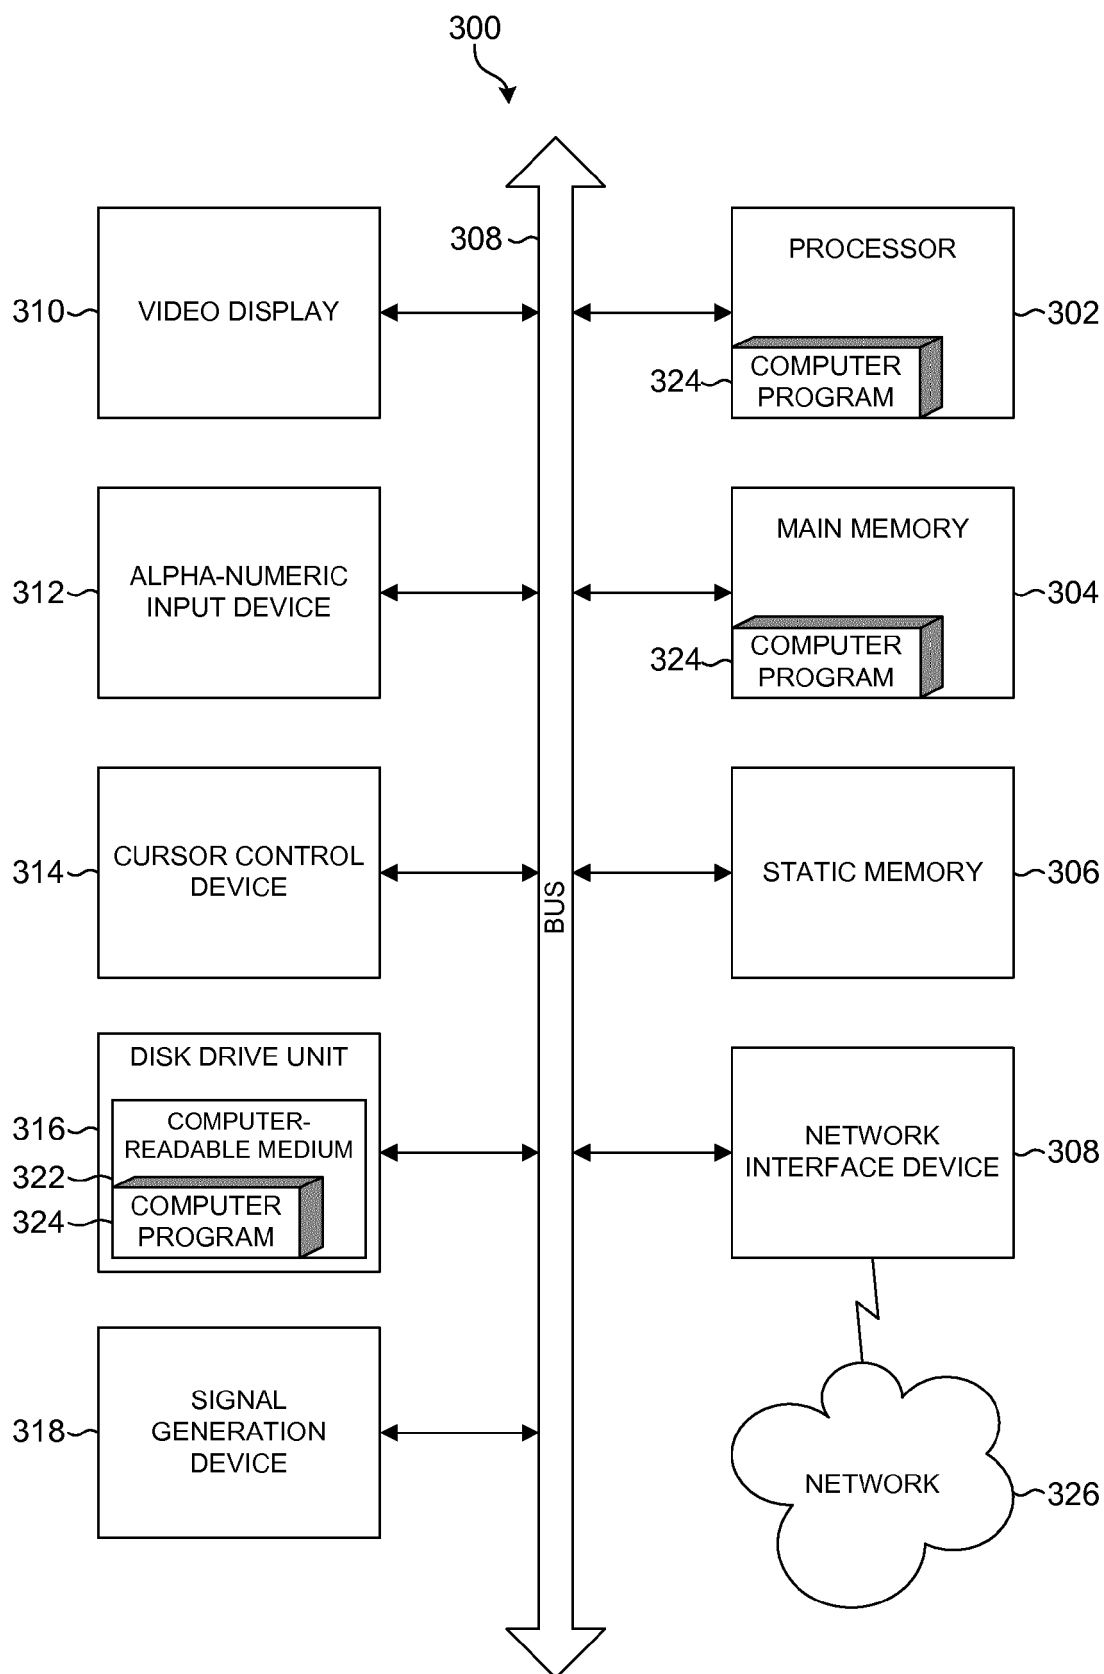 300
308
310
VIDEO DISPLAY
PROCESSOR
302
324
COMPUTER
PROGRAM
312
ALPHA-NUMERIC
INPUT DEVICE
MAIN MEMORY
304
324
COMPUTER
PROGRAM
314
CURSOR CONTROL
DEVICE
BUS
STATIC MEMORY
306
DISK DRIVE UNIT
316
COMPUTER-
READABLE MEDIUM
322
324
COMPUTER
PROGRAM
NETWORK
INTERFACE DEVICE
308
318
SIGNAL
GENERATION
DEVICE
NETWORK
326